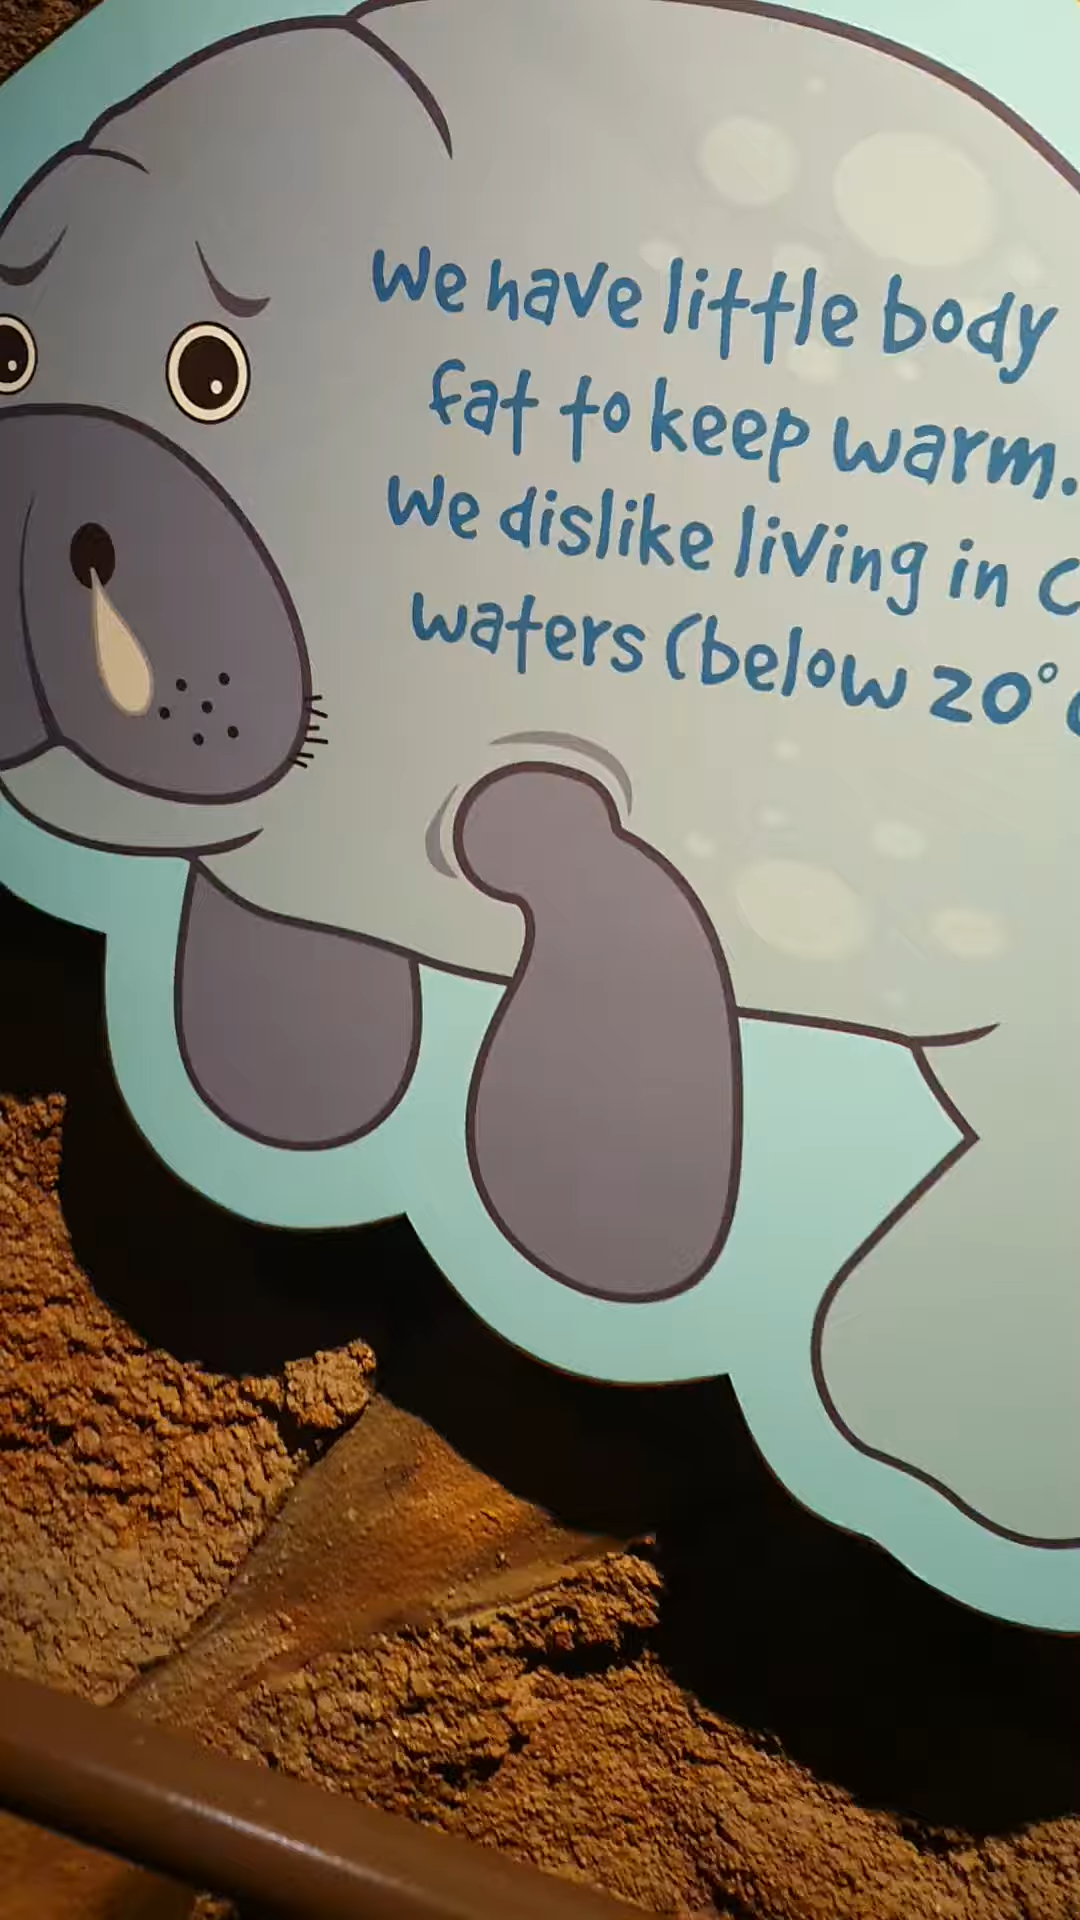 We have little body
fat to keep warm.
We dislike living in
waters (below 20°